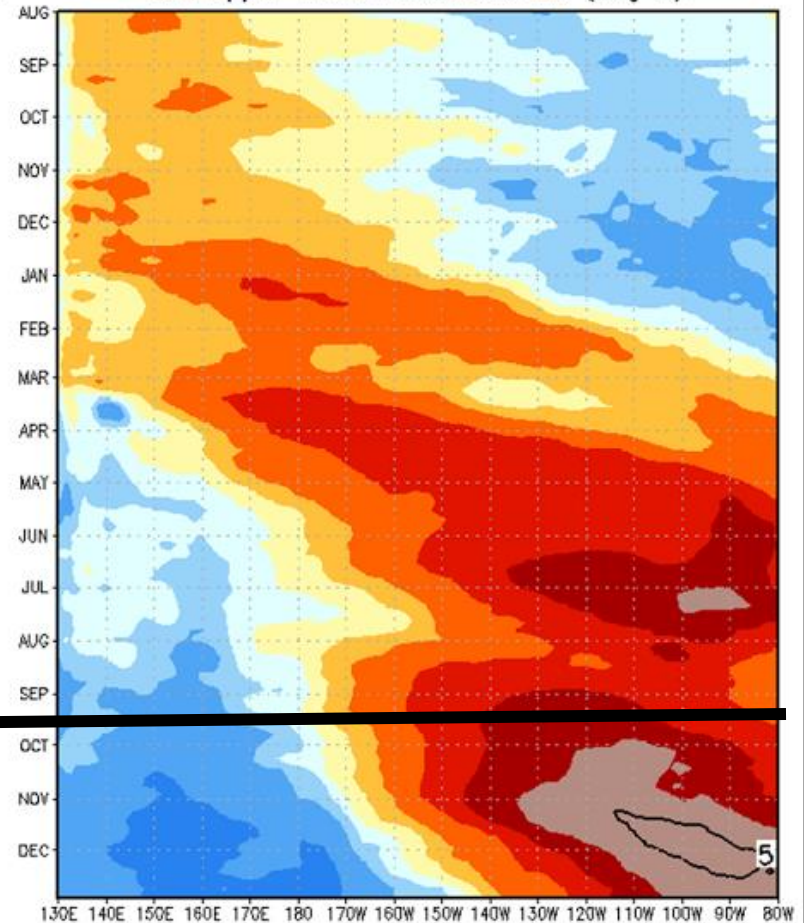 AUG
SEP
OCT
NOV
DEC
JAN
FEB
MAR
APR
MAY
JUN
JUL
AUG
SEP
OCT
NOV
DEC
5
130E 140E 150E 160E 170E 180 170W 160W 150W 140W 130W 120W 110W 100W 90W 80W